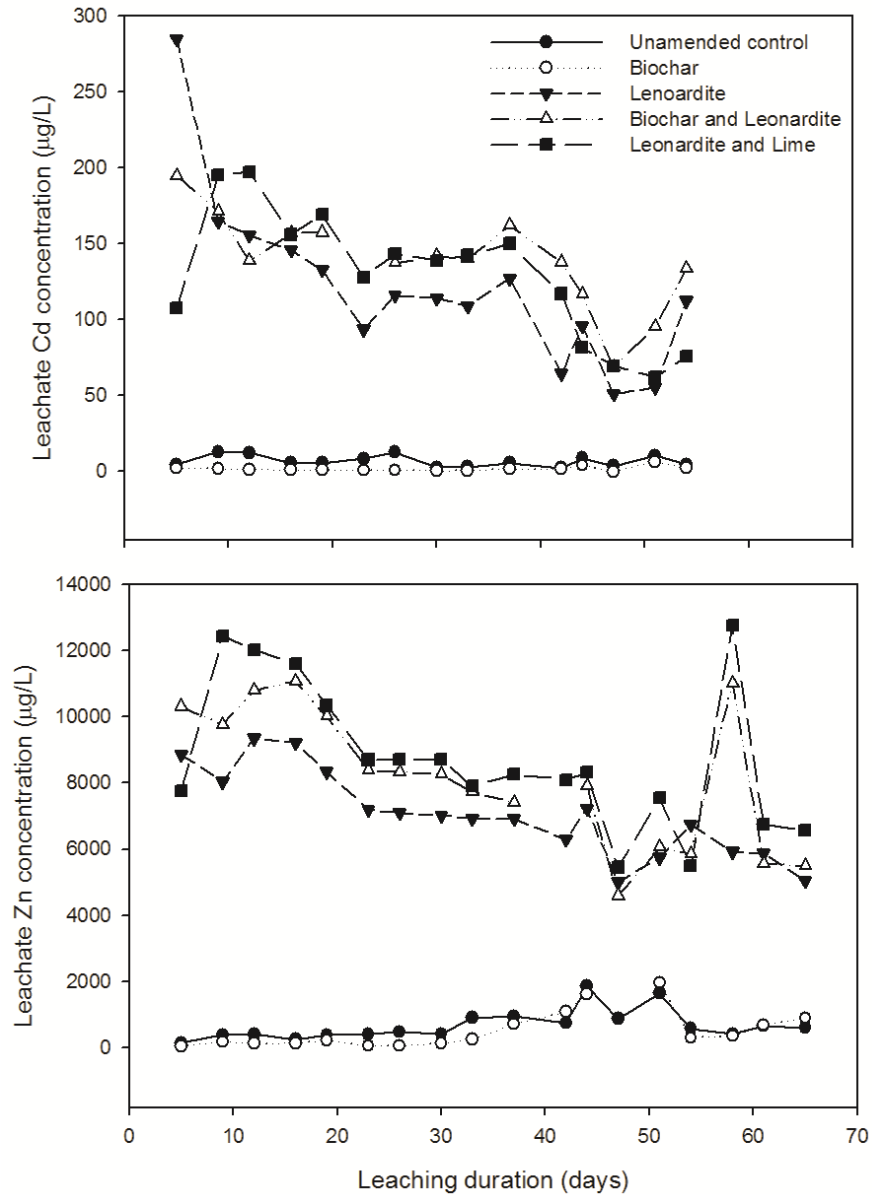 300
250
200
150
100
50
0
Leachate Cd concentration (µg/L)
Unamended control
Biochar
Lenoardite
Biochar and Leonardite
Leonardite and Lime
14000
12000
10000
8000
6000
4000
2000
0
Leachate Zn concentration (µg/L)
0 10 20 30 40 50 60 70
Leaching duration (days)